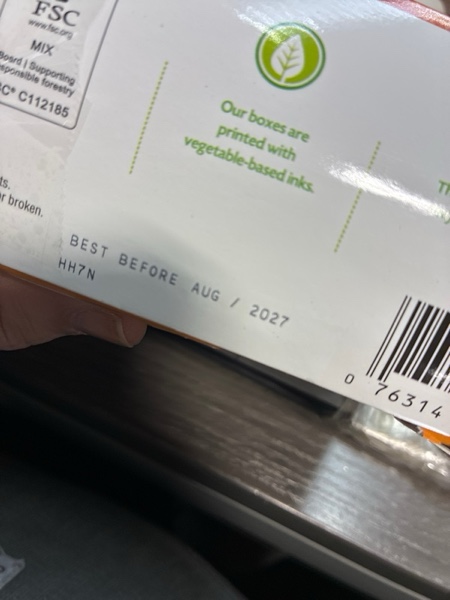 FSC
www.fsc.org
MIX
Board | Supporting
responsible forestry
C112185
Our boxes are
printed with
vegetable-based inks.
broken.
BEST BEFORE AUG / 2027
HH7N
0 76314